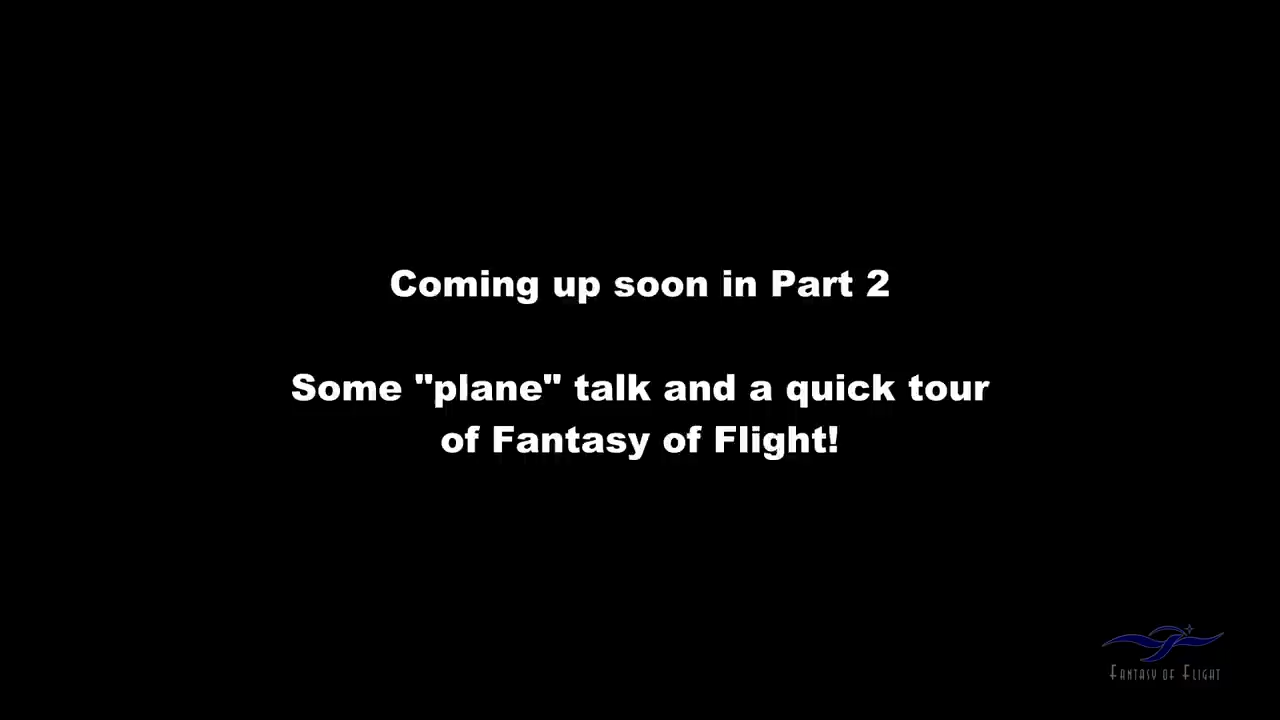 Coming up soon in Part 2
Some "plane" talk and a quick tour
of Fantasy of Flight!
Fantasy of Flight